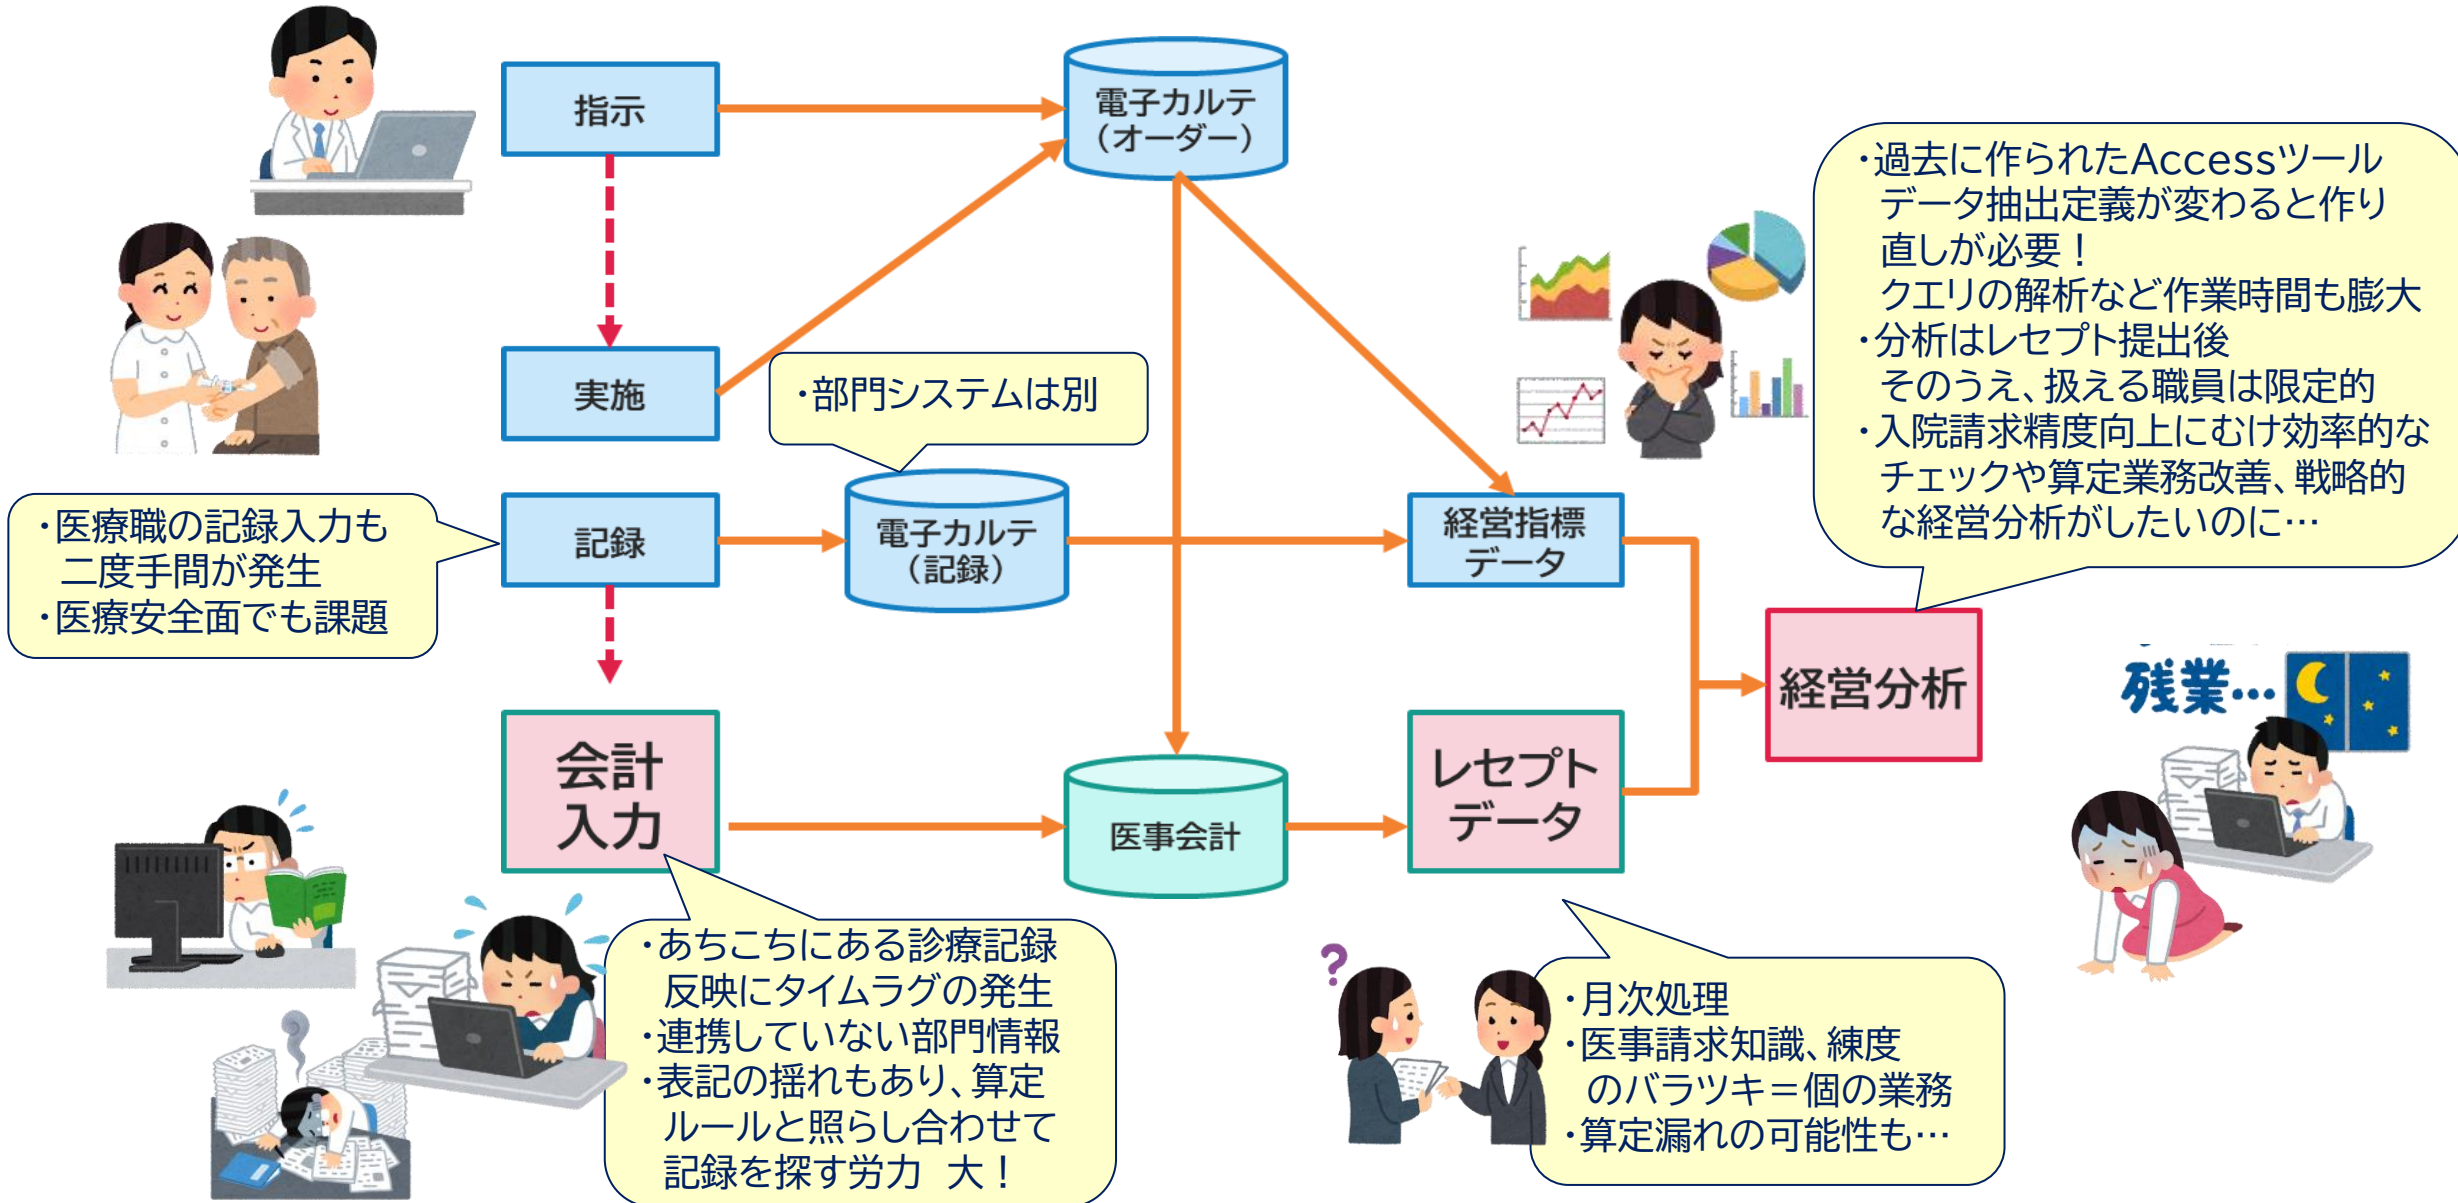 指示
電子カルテ
（オーダー）
・過去に作られたAccessツール
データ抽出定義が変わると作り
直しが必要！
クエリの解析など作業時間も膨大
・分析はレセプト提出後
そのうえ、扱える職員は限定的
・入院請求精度向上にむけ効率的な
チェックや算定業務改善、戦略的
な経営分析がしたいのに…
実施
・部門システムは別
・医療職の記録入力も
二度手間が発生
・医療安全面でも課題
記録
電子カルテ
（記録）
経営指標
データ
経営分析
残業…
会計
入力
医事会計
レセプト
データ
・あちこちにある診療記録
反映にタイムラグの発生
・連携していない部門情報
・表記の揺れもあり、算定
ルールと照らし合わせて
記録を探す労力　大！
?
・月次処理
・医事請求知識、練度
のバラツキ＝個の業務
・算定漏れの可能性も…